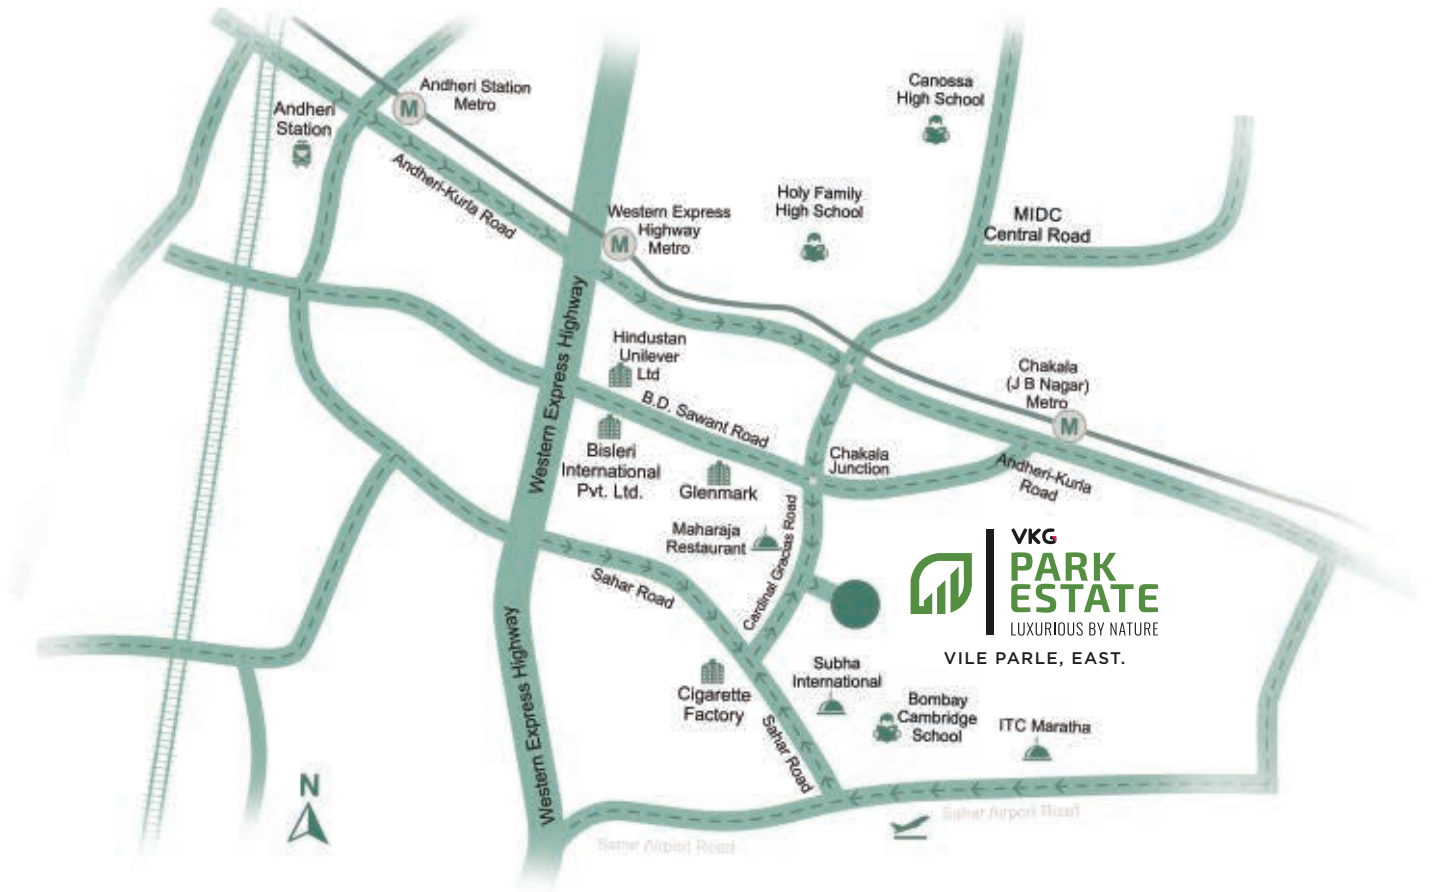 Andheri Station
Metro
Andheri
Station
M
Andheri-Kurla Road
Canossa
High School
Holy Family
High School
Western Express
Highway
Metro
M
MIDC
Central Road
Western Express Highway
Hindustan
Unilever
Ltd
B.D. Sawant Road
Chakala
(J B Nagar)
Metro
M
Bisleri
International
Pvt. Ltd.
Glenmark
Chakala
Junction
Andheri-Kurla
Road
Maharaja
Restaurant
Cardinal Gracias Road
Sahar Road
VKG
PARK
ESTATE
LUXURIOUS BY NATURE
VILE PARLE, EAST.
Western Express Highway
Cigarette
Factory
Subha
International
Bombay
Cambridge
School
ITC Maratha
Sahar Road
N
Sahar Airport Road
Sahar Airport Road